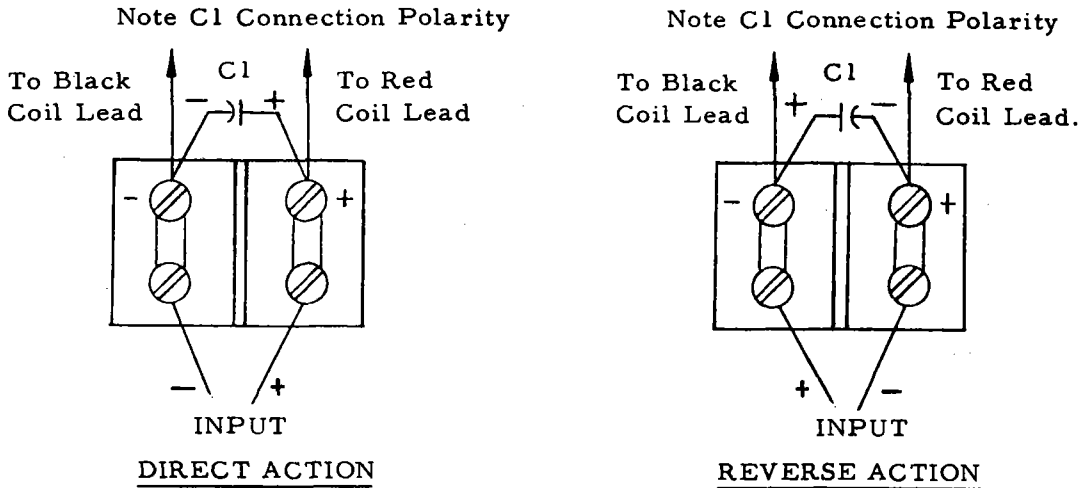 Note C1 Connection Polarity
To Black
Coil Lead
C1
To Red
Coil Lead
- +
- +
- +
INPUT
DIRECT ACTION
Note C1 Connection Polarity
To Black
Coil Lead
C1
To Red
Coil Lead.
+ -
- +
+ -
INPUT
REVERSE ACTION